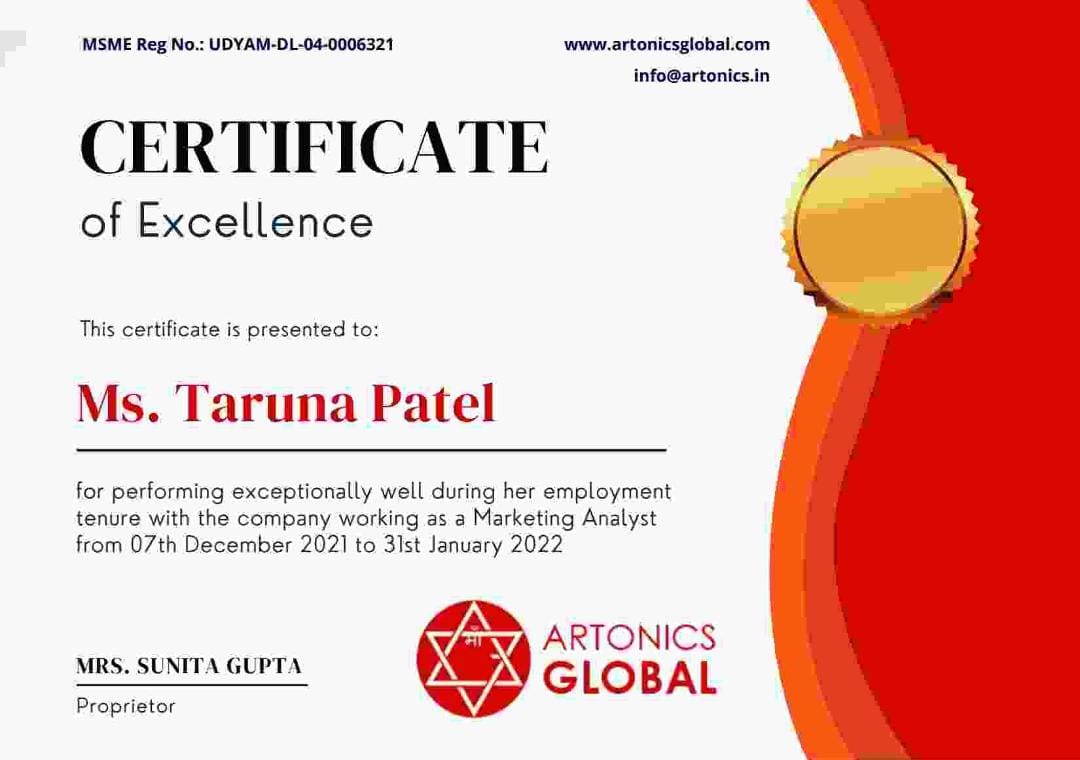 MSME Reg No.: UDYAM-DL-04-0006321
www.artonicsglobal.com
info@artonics.in
CERTIFICATE
of Excellence
This certificate is presented to:
Ms. Taruna Patel
for performing exceptionally well during her employment
tenure with the company working as a Marketing Analyst
from 07th December 2021 to 31st January 2022
माँ
ARTONICS
GLOBAL
MRS. SUNITA GUPTA
Proprietor